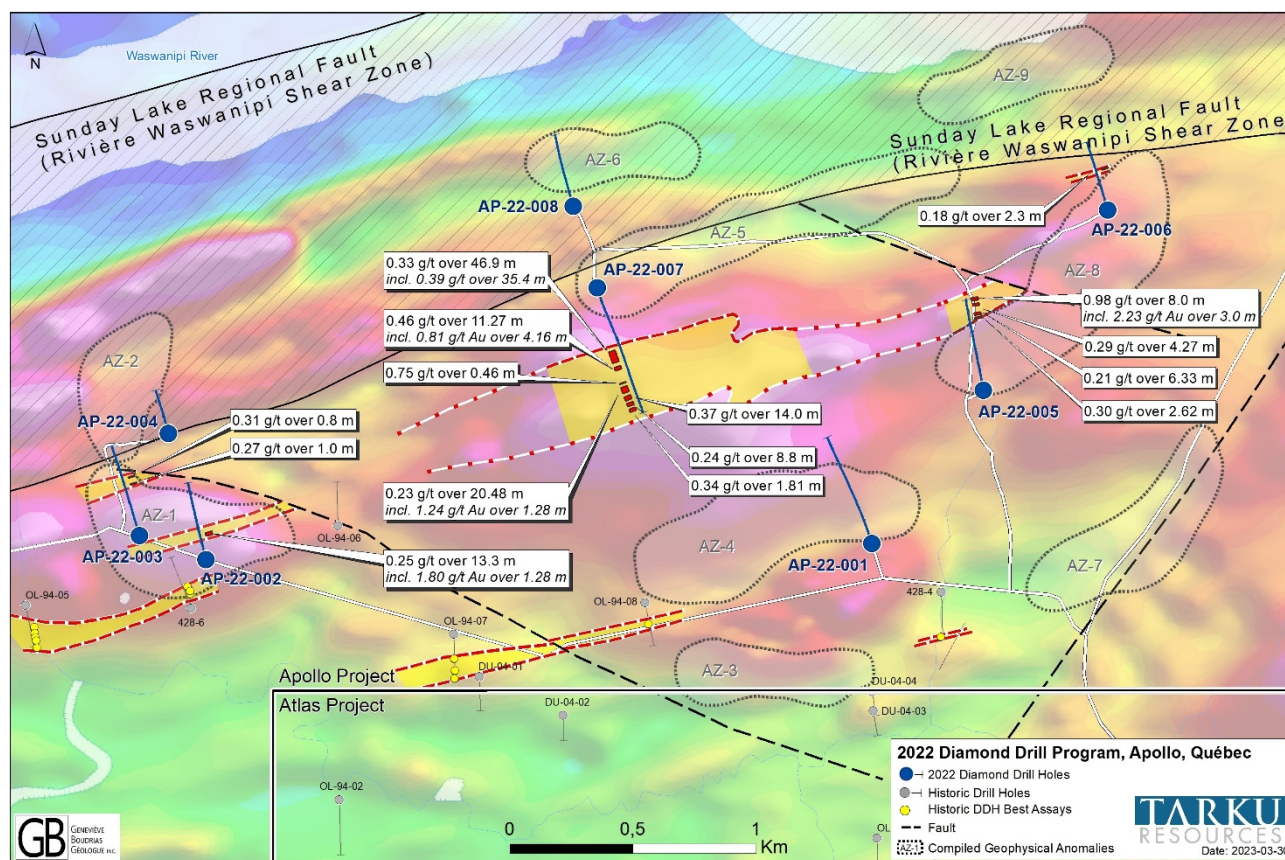 N
Waswanipi River
Sunday Lake Regional Fault
(Rivière Waswanipi Shear Zone)
AZ-9
Sunday Lake Regional Fault
(Rivière Waswanipi Shear Zone)
AZ-6
AP-22-008
0.18 g/t over 2.3 m
AP-22-006
AZ-5
AP-22-007
AZ-8
0.33 g/t over 46.9 m
incl. 0.39 g/t over 35.4 m
0.46 g/t over 11.27 m
incl. 0.81 g/t Au over 4.16 m
0.75 g/t over 0.46 m
0.98 g/t over 8.0 m
incl. 2.23 g/t Au over 3.0 m
0.29 g/t over 4.27 m
0.21 g/t over 6.33 m
0.30 g/t over 2.62 m
AP-22-005
AZ-2
AP-22-004
0.31 g/t over 0.8 m
0.27 g/t over 1.0 m
0.37 g/t over 14.0 m
0.24 g/t over 8.8 m
0.34 g/t over 1.81 m
0.23 g/t over 20.48 m
incl. 1.24 g/t Au over 1.28 m
AZ-1
OL-94-06
AP-22-003
AP-22-002
0.25 g/t over 13.3 m
incl. 1.80 g/t Au over 1.28 m
AZ-4
AP-22-001
AZ-7
OL-94-05
428-6
OL-94-08
428-4
OL-94-07
DU-04-01
AZ-3
DU-04-04
Apollo Project
Atlas Project
DU-04-02
DU-04-03
OL-94-02
2022 Diamond Drill Program, Apollo, Québec
2022 Diamond Drill Holes
Historic Drill Holes
Historic DDH Best Assays
Fault
AZ-1 Compiled Geophysical Anomalies
TARKU
RESOURCES
GB
GENEVIÈVE
BOUDRIAS
GÉOLOGUE INC.
0 0,5 1
Km